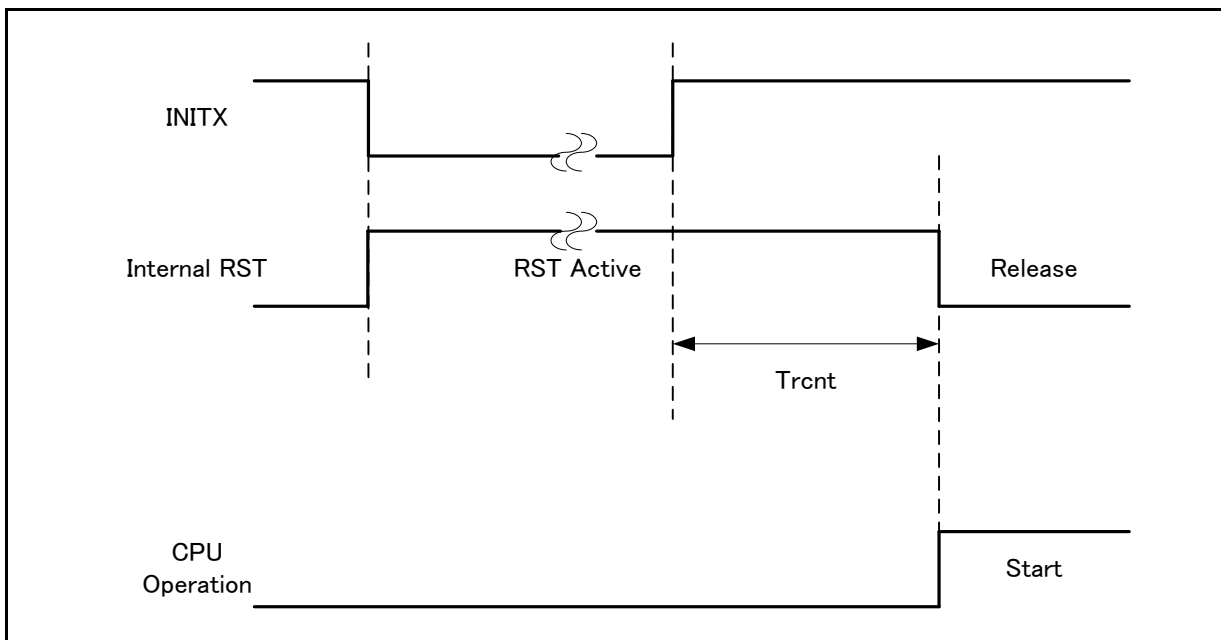 INITX
Internal RST
RST Active
Release
Trcnt
CPU
Operation
Start